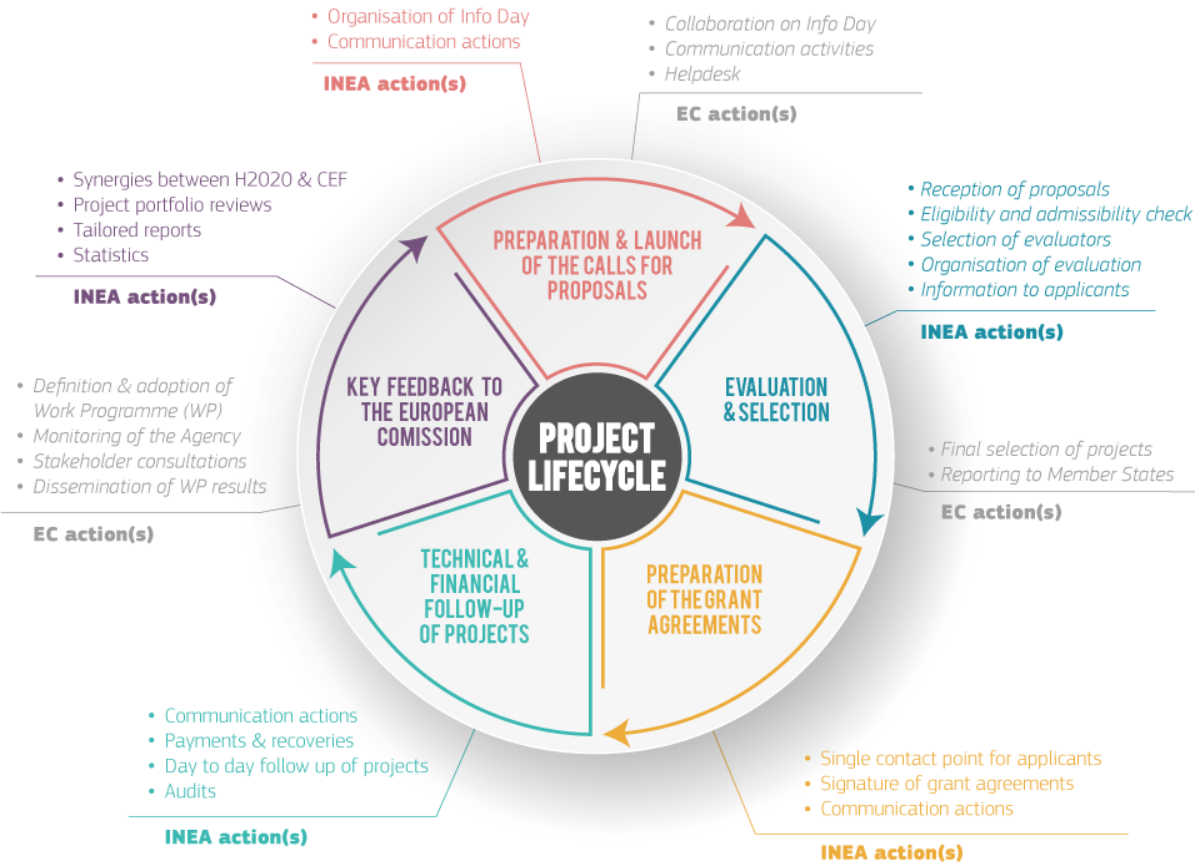 • Organisation of Info Day
• Communication actions
INEA action(s)
• Collaboration on Info Day
• Communication activities
• Helpdesk
EC action(s)
• Synergies between H2020 & CEF
• Project portfolio reviews
• Tailored reports
• Statistics
INEA action(s)
• Reception of proposals
• Eligibility and admissibility check
• Selection of evaluators
• Organisation of evaluation
• Information to applicants
INEA action(s)
PREPARATION & LAUNCH
OF THE CALLS FOR
PROPOSALS
KEY FEEDBACK TO
THE EUROPEAN
COMISSION
EVALUATION
& SELECTION
PROJECT
LIFECYCLE
• Definition & adoption of
Work Programme (WP)
• Monitoring of the Agency
• Stakeholder consultations
• Dissemination of WP results
EC action(s)
• Final selection of projects
• Reporting to Member States
EC action(s)
TECHNICAL &
FINANCIAL
FOLLOW-UP
OF PROJECTS
PREPARATION
OF THE GRANT
AGREEMENTS
• Communication actions
• Payments & recoveries
• Day to day follow up of projects
• Audits
INEA action(s)
• Single contact point for applicants
• Signature of grant agreements
• Communication actions
INEA action(s)